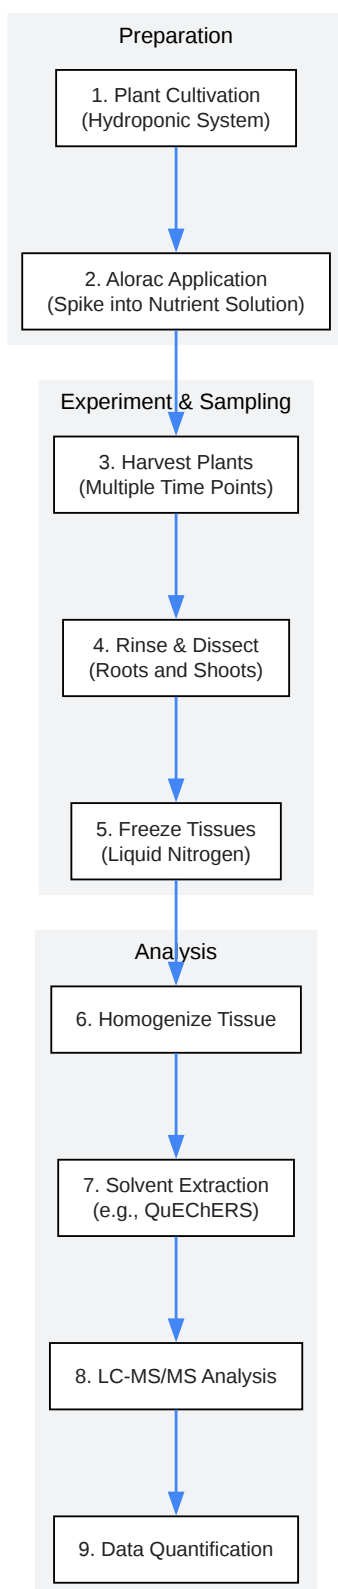 Preparation
1. Plant Cultivation
(Hydroponic System)
2. Alorac Application
(Spike into Nutrient Solution)
Experiment & Sampling
3. Harvest Plants
(Multiple Time Points)
4. Rinse & Dissect
(Roots and Shoots)
5. Freeze Tissues
(Liquid Nitrogen)
Analysis
6. Homogenize Tissue
7. Solvent Extraction
(e.g., QuEChERS)
8. LC-MS/MS Analysis
9. Data Quantification